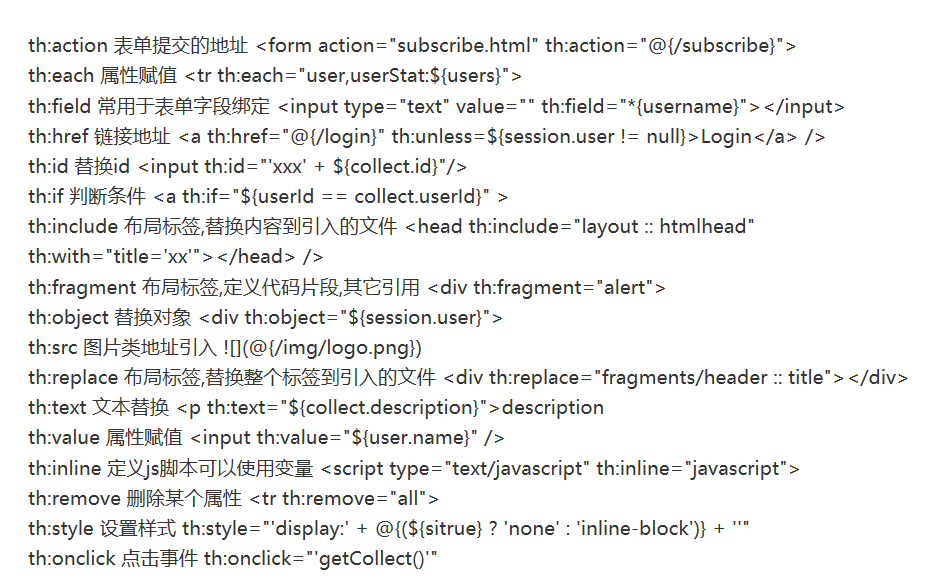 th:action 表单提交的地址 <form action="subscribe.html" th:action="@{/subscribe}">
th:each 属性赋值 <tr th:each="user,userStat:${users}">
th:field 常用于表单字段绑定 <input type="text" value="" th:field="*{username}"></input>
th:href 链接地址 <a th:href="@{/login}" th:unless=${session.user != null}>Login</a> />
th:id 替换id <input th:id="'xxx' + ${collect.id}"/>
th:if 判断条件 <a th:if="${userId == collect.userId}" >
th:include 布局标签,替换内容到引入的文件 <head th:include="layout :: htmlhead"
th:with="title='xx'"></head> />
th:fragment 布局标签,定义代码片段,其它引用 <div th:fragment="alert">
th:object 替换对象 <div th:object="${session.user}">
th:src 图片类地址引入 ![](@{/img/logo.png})
th:replace 布局标签,替换整个标签到引入的文件 <div th:replace="fragments/header :: title"></div>
th:text 文本替换 <p th:text="${collect.description}">description
th:value 属性赋值 <input th:value="${user.name}" />
th:inline 定义js脚本可以使用变量 <script type="text/javascript" th:inline="javascript">
th:remove 删除某个属性 <tr th:remove="all">
th:style 设置样式 th:style="'display:' + @{(${sitrue} ? 'none' : 'inline-block')} + ''"
th:onclick 点击事件 th:onclick="'getCollect()'"